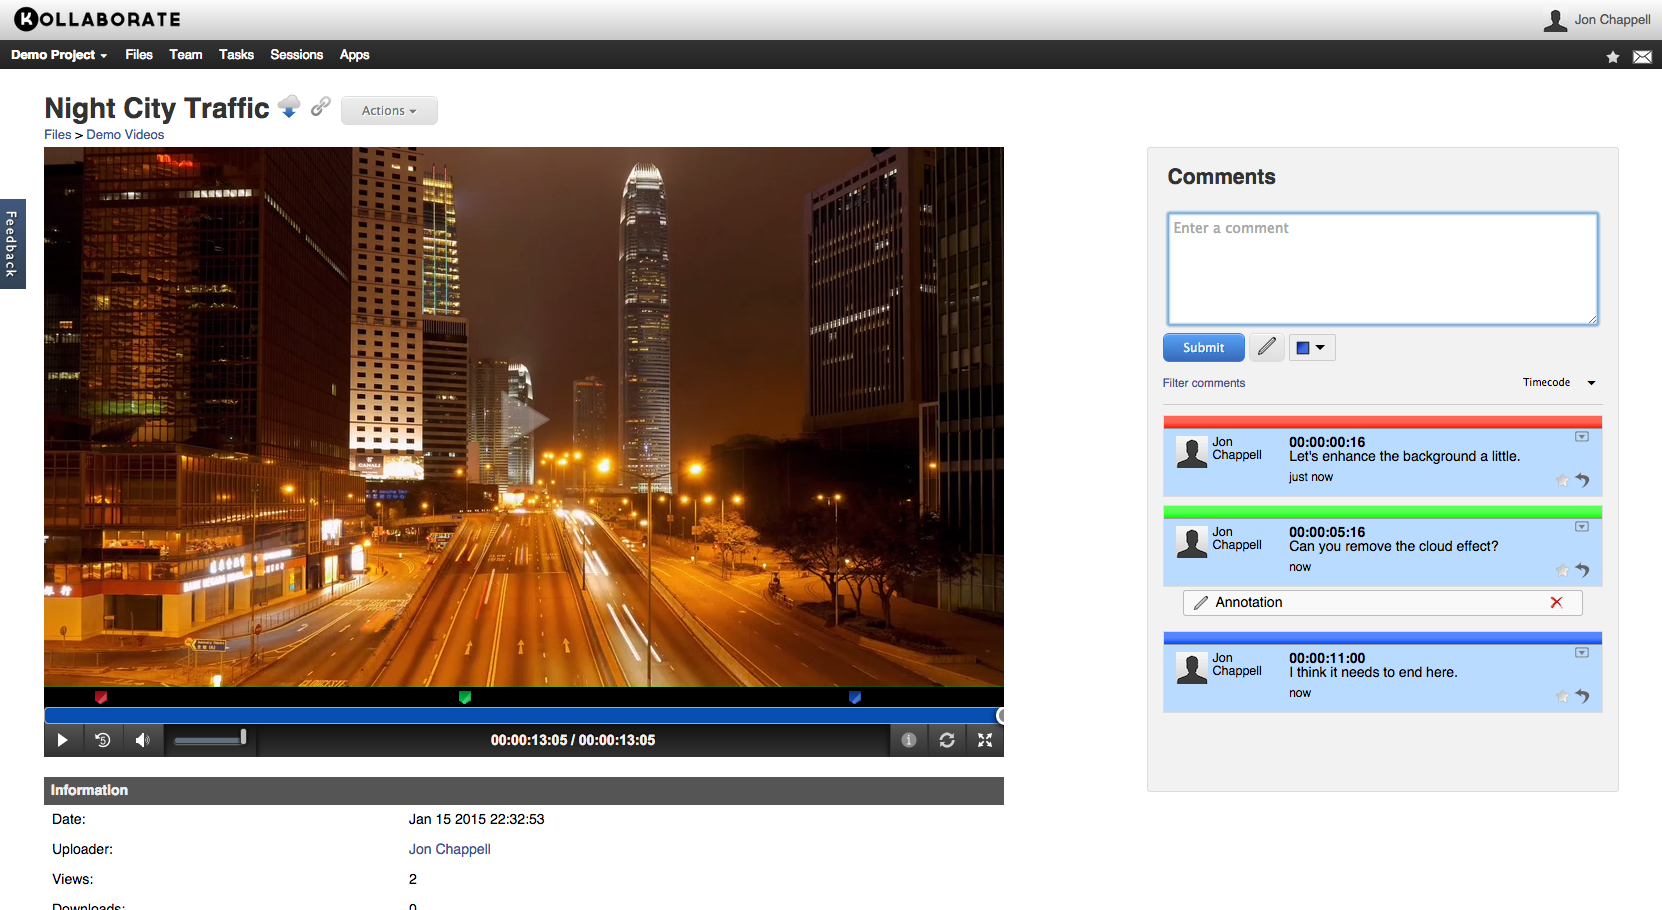 KOLLABORATE
Jon Chappell
Demo Project Files Team Tasks Sessions Apps
Night City Traffic
Actions
Files > Demo Videos
Feedback
00:00:13:05 / 00:00:13:05
5
Information
Date: Jan 15 2015 22:32:53
Uploader: Jon Chappell
Views: 2
Downloads: 0
Comments
Enter a comment
Submit
Filter comments Timecode
Jon Chappell
00:00:00:16
Let's enhance the background a little.
just now
Jon Chappell
00:00:05:16
Can you remove the cloud effect?
now
Annotation
Jon Chappell
00:00:11:00
I think it needs to end here.
now